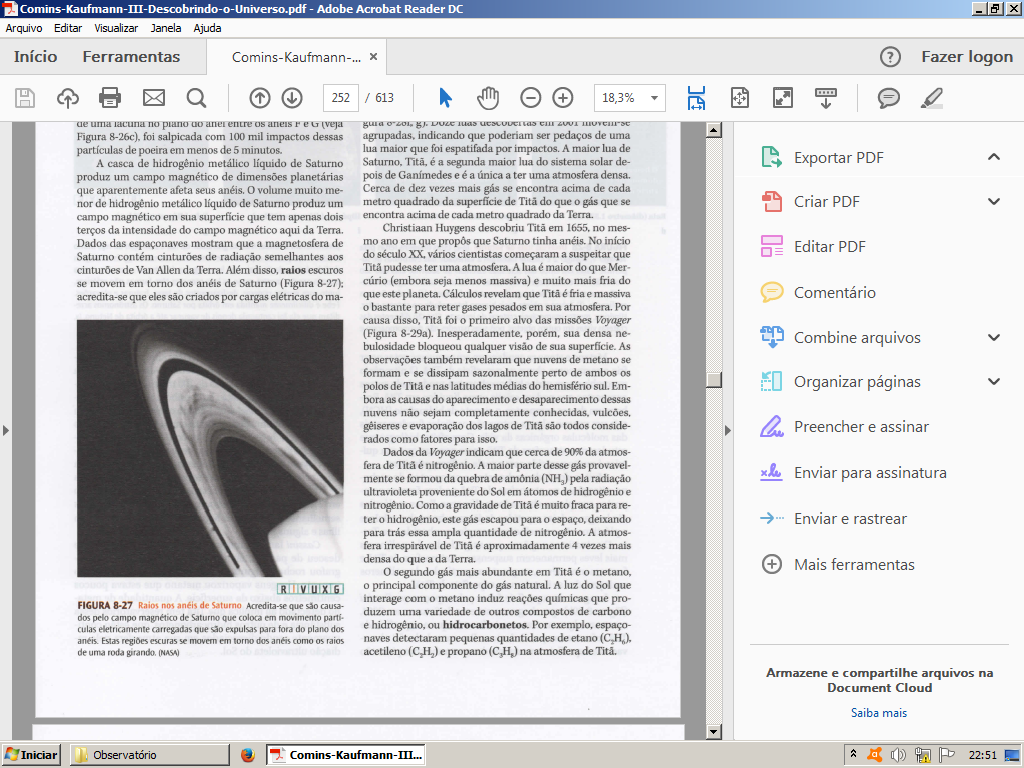 Comins-Kaufmann-III-Descobrindo-o-Universo.pdf - Adobe Acrobat Reader DC
Arquivo Editar Visualizar Janela Ajuda
Início Ferramentas Comins-Kaufmann-... × ? Fazer logon
252 / 613 18,3%
de uma lacuna no plano do anel entre os anéis F e G (veja
Figura 8-26c), foi salpicada com 100 mil impactos dessas
partículas de poeira em menos de 5 minutos.
A casca de hidrogênio metálico líquido de Saturno
produz um campo magnético de dimensões planetárias
que aparentemente afeta seus anéis. O volume muito me-
nor de hidrogênio metálico líquido de Saturno produz um
campo magnético em sua superfície que tem apenas dois
terços da intensidade do campo magnético aqui da Terra.
Dados das espaçonaves mostram que a magnetosfera de
Saturno contém cinturões de radiação semelhantes aos
cinturões de Van Allen da Terra. Além disso, raios escuros
se movem em torno dos anéis de Saturno (Figura 8-27);
acredita-se que eles são criados por cargas elétricas do ma-
R I V U X G
FIGURA 8-27 Raios nos anéis de Saturno Acredita-se que são causa-
dos pelo campo magnético de Saturno que coloca em movimento partí-
culas eletricamente carregadas que são expulsas para fora do plano dos
anéis. Estas regiões escuras se movem em torno dos anéis como os raios
de uma roda girando. (NASA)
gura 8-28f, g). Doze luas descobertas em 2001 movem-se
agrupadas, indicando que poderiam ser pedaços de uma
lua maior que foi espatifada por impactos. A maior lua de
Saturno, Titã, é a segunda maior lua do sistema solar de-
pois de Ganímedes e é a única a ter uma atmosfera densa.
Cerca de dez vezes mais gás se encontra acima de cada
metro quadrado da superfície de Titã do que o gás que se
encontra acima de cada metro quadrado da Terra.
Christiaan Huygens descobriu Titã em 1655, no mes-
mo ano em que propôs que Saturno tinha anéis. No início
do século XX, vários cientistas começaram a suspeitar que
Titã pudesse ter uma atmosfera. A lua é maior do que Mer-
cúrio (embora seja menos massiva) e muito mais fria do
que este planeta. Cálculos revelam que Titã é fria e massiva
o bastante para reter gases pesados em sua atmosfera. Por
causa disso, Titã foi o primeiro alvo das missões Voyager
(Figura 8-29a). Inesperadamente, porém, sua densa ne-
bulosidade bloqueou qualquer visão de sua superfície. As
observações também revelaram que nuvens de metano se
formam e se dissipam sazonalmente perto de ambos os
polos de Titã e nas latitudes médias do hemisfério sul. Em-
bora as causas do aparecimento e desaparecimento dessas
nuvens não sejam completamente conhecidas, vulcões,
gêiseres e evaporação dos lagos de Titã são todos conside-
rados como fatores para isso.
Dados da Voyager indicam que cerca de 90% da atmos-
fera de Titã é nitrogênio. A maior parte desse gás provavel-
mente se formou da quebra de amônia (NH₃) pela radiação
ultravioleta proveniente do Sol em átomos de hidrogênio e
nitrogênio. Como a gravidade de Titã é muito fraca para re-
ter o hidrogênio, este gás escapou para o espaço, deixando
para trás essa ampla quantidade de nitrogênio. A atmos-
fera irrespirável de Titã é aproximadamente 4 vezes mais
densa do que a da Terra.
O segundo gás mais abundante em Titã é o metano,
o principal componente do gás natural. A luz do Sol que
interage com o metano induz reações químicas que pro-
duzem uma variedade de outros compostos de carbono
e hidrogênio, ou hidrocarbonetos. Por exemplo, espaço-
naves detectaram pequenas quantidades de etano (C₂H₆),
acetileno (C₂H₂) e propano (C₃H₈) na atmosfera de Titã.
Exportar PDF
Criar PDF
Editar PDF
Comentário
Combine arquivos
Organizar páginas
Preencher e assinar
Enviar para assinatura
Enviar e rastrear
Mais ferramentas
Armazene e compartilhe arquivos na
Document Cloud
Saiba mais
Iniciar Observatório Comins-Kaufmann-III... 22:51